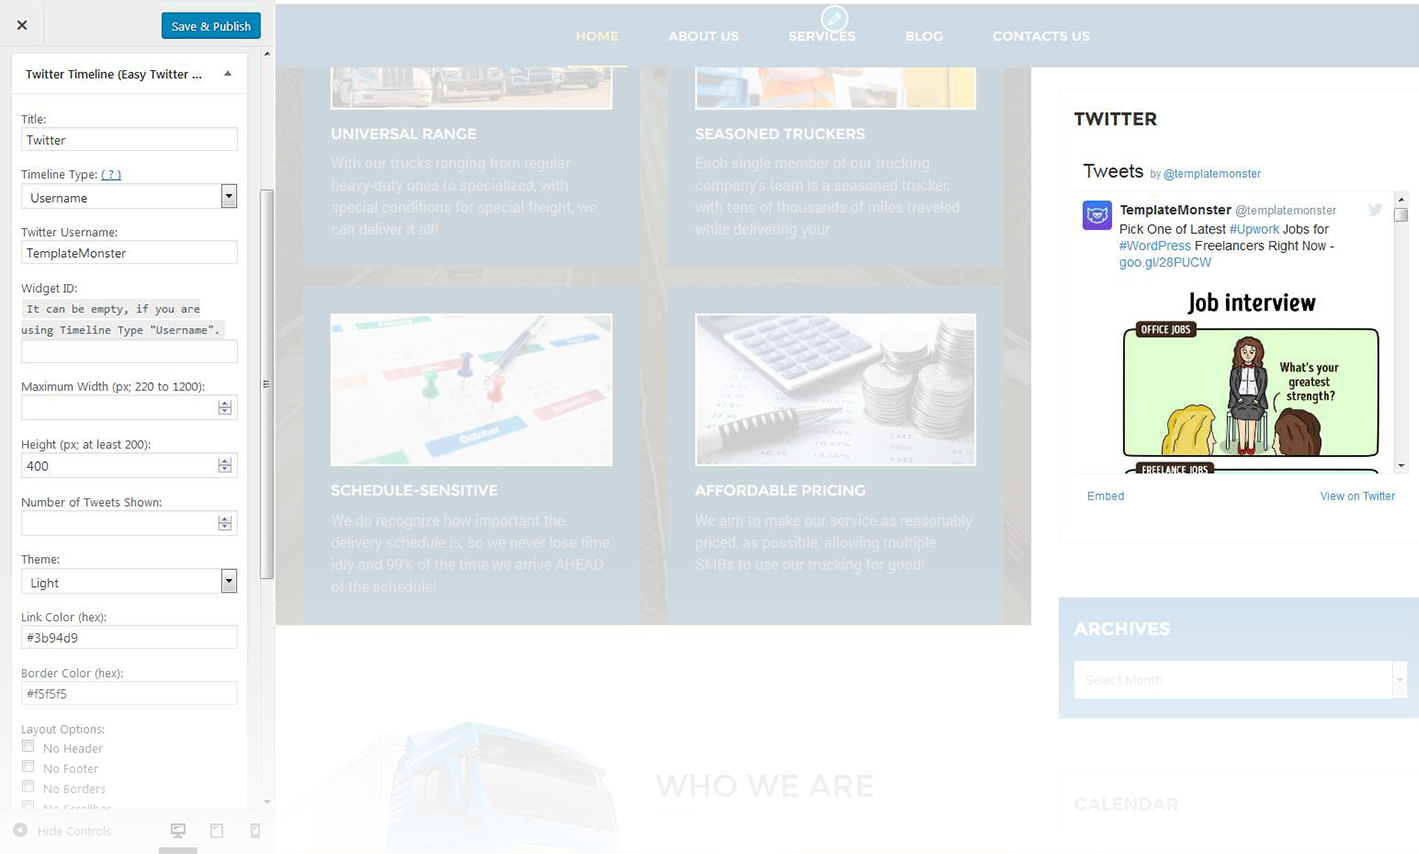 Save & Publish
Twitter Timeline (Easy Twitter ...
Title:
Twitter
Timeline Type: ( ? )
Username
Twitter Username:
TemplateMonster
Widget ID:
It can be empty, if you are
using Timeline Type "Username".
Maximum Width (px; 220 to 1200):
Height (px; at least 200):
400
Number of Tweets Shown:
Theme:
Light
Link Color (hex):
#3b94d9
Border Color (hex):
#f5f5f5
Layout Options:
No Header
No Footer
No Borders
No Scrollbar
Hide Controls
HOME ABOUT US SERVICES BLOG CONTACTS US
UNIVERSAL RANGE
With our trucks ranging from regular
heavy-duty ones to specialized, with
special conditions for special freight, we
can deliver it all!
SEASONED TRUCKERS
Each single member of our trucking
company's team is a seasoned trucker,
with tens of thousands of miles traveled
while delivering your
October
SCHEDULE-SENSITIVE
We do recognize how important the
delivery schedule is, so we never lose time
idly and 99% of the time we arrive AHEAD
of the schedule!
AFFORDABLE PRICING
We aim to make our service as reasonably
priced, as possible, allowing multiple
SMBs to use our trucking for good!
WHO WE ARE
TWITTER
Tweets by @templatemonster
TemplateMonster @templatemonster
Pick One of Latest #Upwork Jobs for
#WordPress Freelancers Right Now -
goo.gl/28PUCW
Job interview
OFFICE JOBS
What's your
greatest
strength?
FREELANCE JOBS
Embed View on Twitter
ARCHIVES
Select Month
CALENDAR